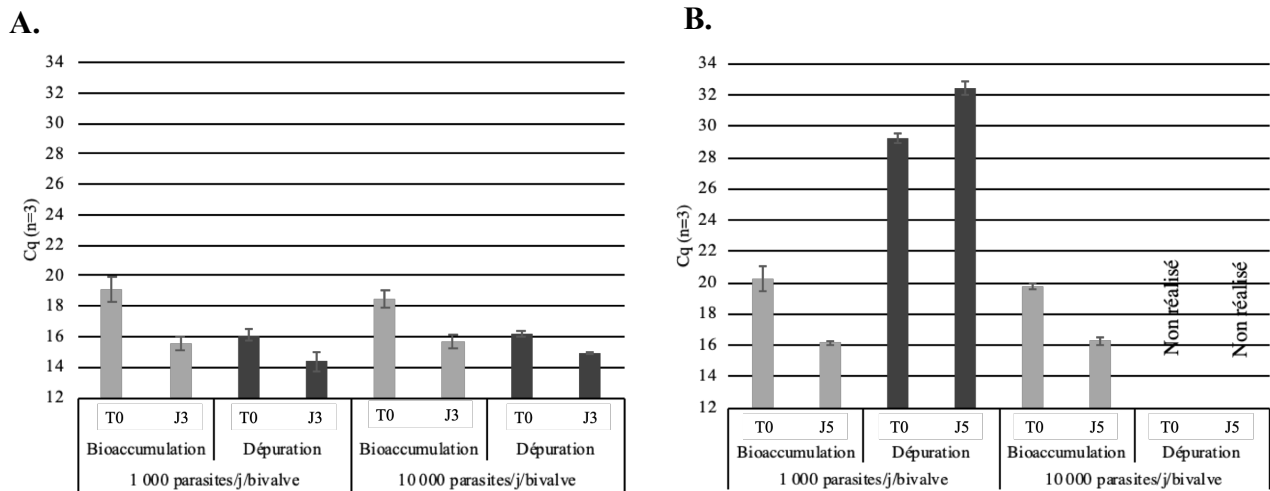 A.
34
32
30
28
26
24
22
20
18
16
14
12
Cq (n=3)
T0 J3 T0 J3 T0 J3 T0 J3
Bioaccumulation Dépuration Bioaccumulation Dépuration
1 000 parasites/j/bivalve 10 000 parasites/j/bivalve
B.
34
32
30
28
26
24
22
20
18
16
14
12
Cq (n=3)
Non réalisé
Non réalisé
T0 J5 T0 J5 T0 J5 T0 J5
Bioaccumulation Dépuration Bioaccumulation Dépuration
1 000 parasites/j/bivalve 10 000 parasites/j/bivalve